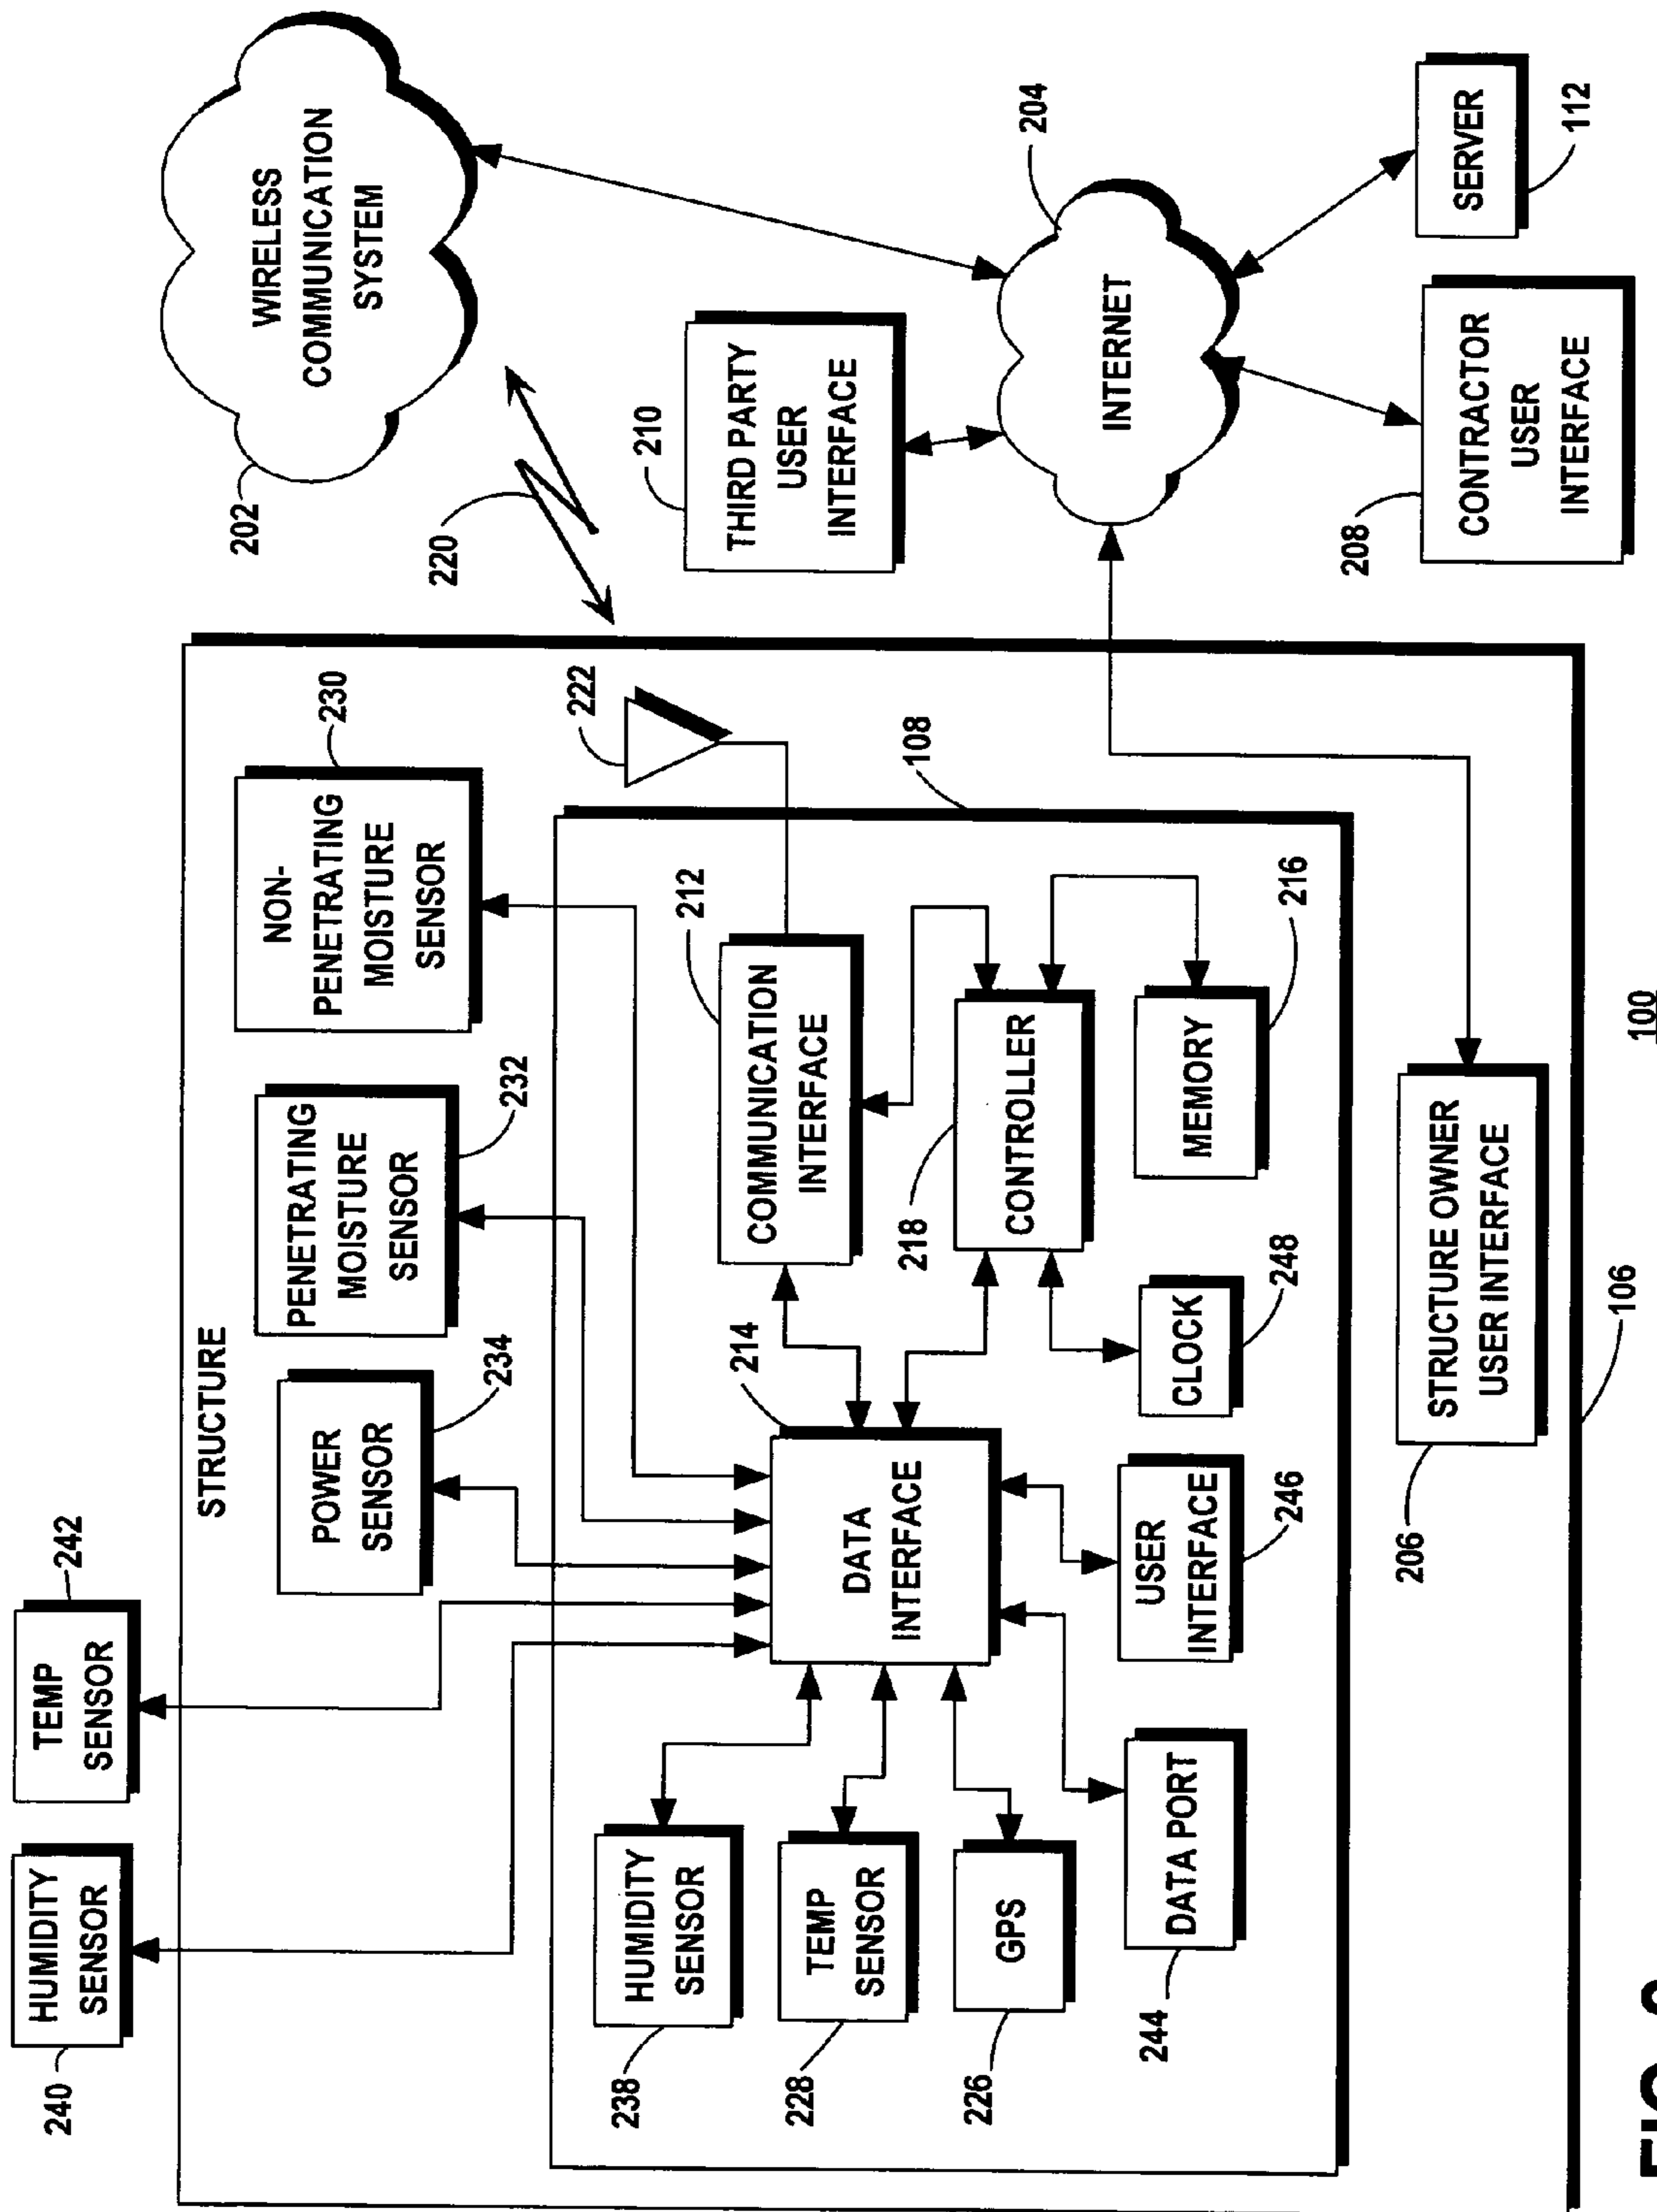 240
HUMIDITY
SENSOR
242
TEMP
SENSOR
STRUCTURE
POWER
SENSOR
234
PENETRATING
MOISTURE
SENSOR
232
NON-
PENETRATING
MOISTURE
SENSOR
230
202
WIRELESS
COMMUNICATION
SYSTEM
220
222
238
HUMIDITY
SENSOR
228
TEMP
SENSOR
226
GPS
244
DATA PORT
214
DATA
INTERFACE
USER
INTERFACE
246
212
COMMUNICATION
INTERFACE
108
218
CONTROLLER
CLOCK
248
MEMORY
216
210
THIRD PARTY
USER
INTERFACE
204
INTERNET
206
STRUCTURE OWNER
USER INTERFACE
106
208
CONTRACTOR
USER
INTERFACE
SERVER
112
100
FIG.